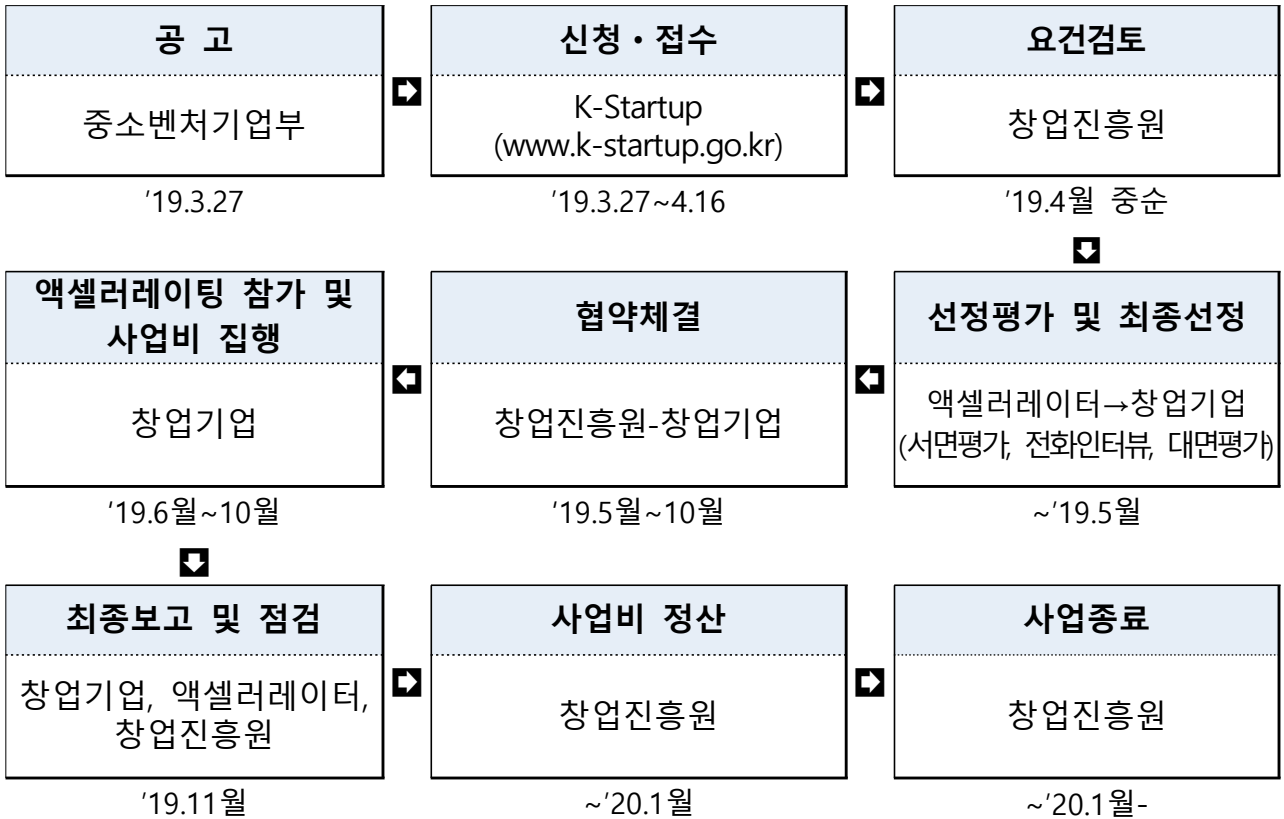 공 고
중소벤처기업부
'19.3.27
신청・접수
K-Startup
(www.k-startup.go.kr)
'19.3.27~4.16
요건검토
창업진흥원
'19.4월 중순
선정평가 및 최종선정
액셀러레이터→창업기업
(서면평가, 전화인터뷰, 대면평가)
~'19.5월
협약체결
창업진흥원-창업기업
'19.5월~10월
액셀러레이팅 참가 및
사업비 집행
창업기업
'19.6월~10월
최종보고 및 점검
창업기업, 액셀러레이터,
창업진흥원
'19.11월
사업비 정산
창업진흥원
~'20.1월
사업종료
창업진흥원
~'20.1월-